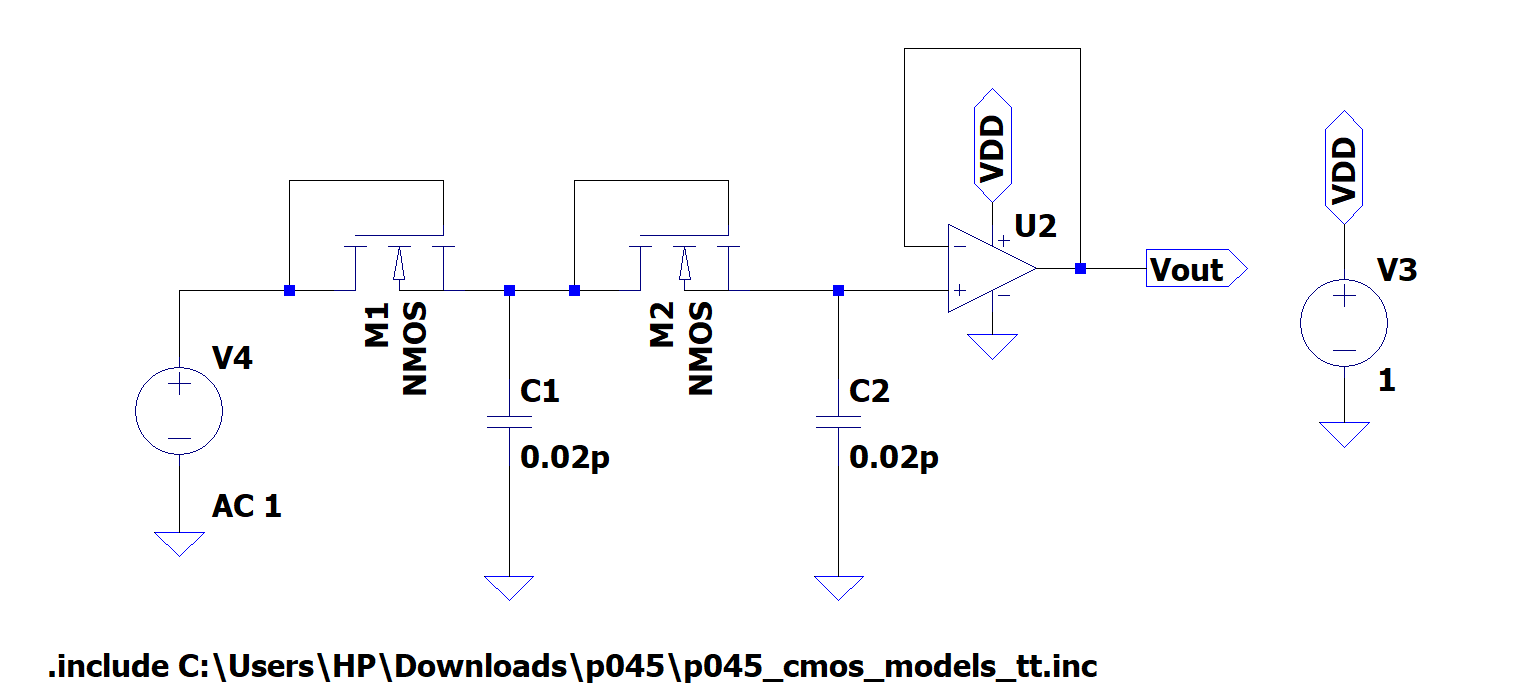 VDD
VDD
U2
Vout
V3
M1
NMOS
M2
NMOS
V4
1
C1
0.02p
C2
0.02p
AC 1
.include C:\Users\HP\Downloads\p045\p045_cmos_models_tt.inc